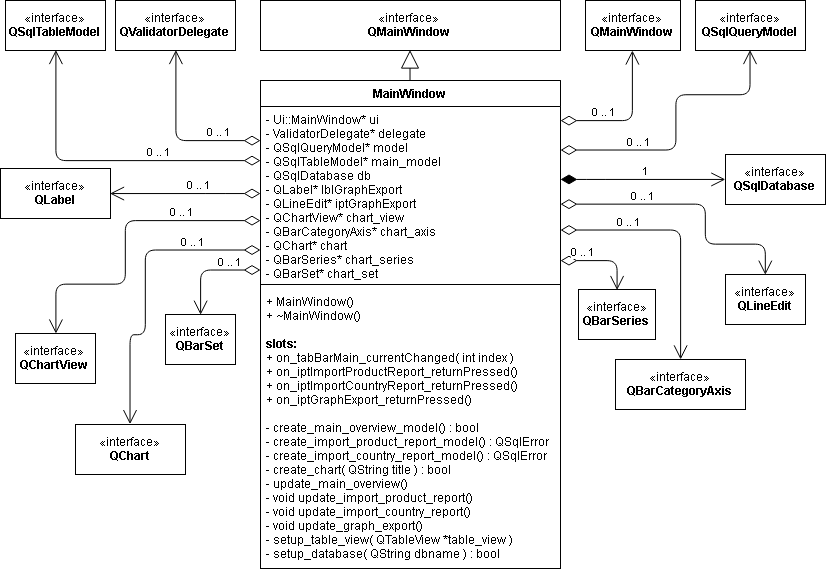 «interface»
QSqlTableModel
«interface»
QValidatorDelegate
«interface»
QMainWindow
«interface»
QMainWindow
«interface»
QSqlQueryModel
MainWindow
- Ui::MainWindow* ui
- ValidatorDelegate* delegate
- QSqlQueryModel* model
- QSqlTableModel* main_model
- QSqlDatabase db
- QLabel* lblGraphExport
- QLineEdit* iptGraphExport
- QChartView* chart_view
- QBarCategoryAxis* chart_axis
- QChart* chart
- QBarSeries* chart_series
- QBarSet* chart_set
+ MainWindow()
+ ~MainWindow()
slots:
+ on_tabBarMain_currentChanged( int index )
+ on_iptImportProductReport_returnPressed()
+ on_iptImportCountryReport_returnPressed()
+ on_iptGraphExport_returnPressed()
- create_main_overview_model() : bool
- create_import_product_report_model() : QSqlError
- create_import_country_report_model() : QSqlError
- create_chart( QString title ) : bool
- update_main_overview()
- void update_import_product_report()
- void update_import_country_report()
- void update_graph_export()
- setup_table_view( QTableView *table_view )
- setup_database( QString dbname ) : bool
0 .. 1
0 .. 1
0 .. 1
0 .. 1
0 .. 1
0 .. 1
0 .. 1
0 .. 1
1
0 .. 1
0 .. 1
0 .. 1
«interface»
QLabel
«interface»
QChartView
«interface»
QBarSet
«interface»
QChart
«interface»
QSqlDatabase
«interface»
QLineEdit
«interface»
QBarSeries
«interface»
QBarCategoryAxis